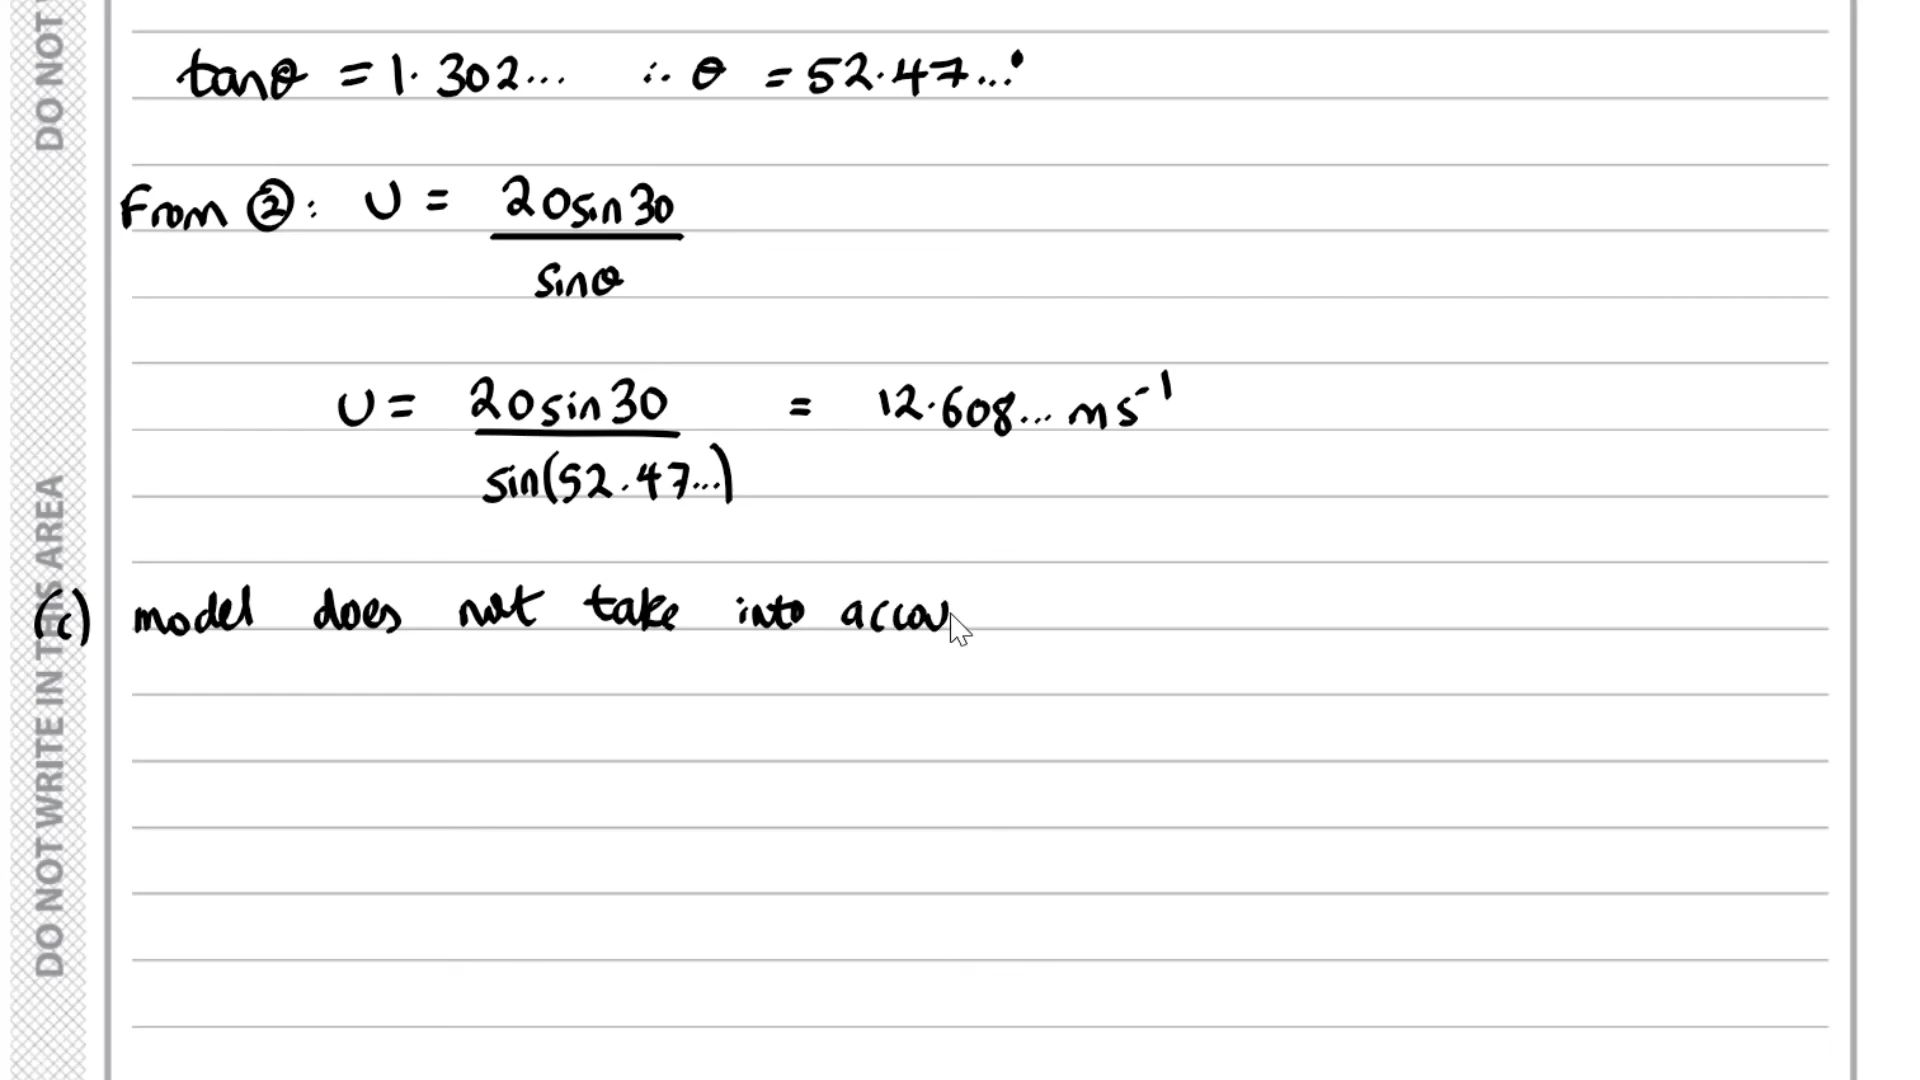 DO NOT
tanθ = 1.302... ∴ θ = 52.47...°
From ②: U = 20sin30
sinθ
U = 20sin30 = 12.608... ms⁻¹
sin(52.47...)
(c) model does not take into accou
DO NOT WRITE IN THIS AREA